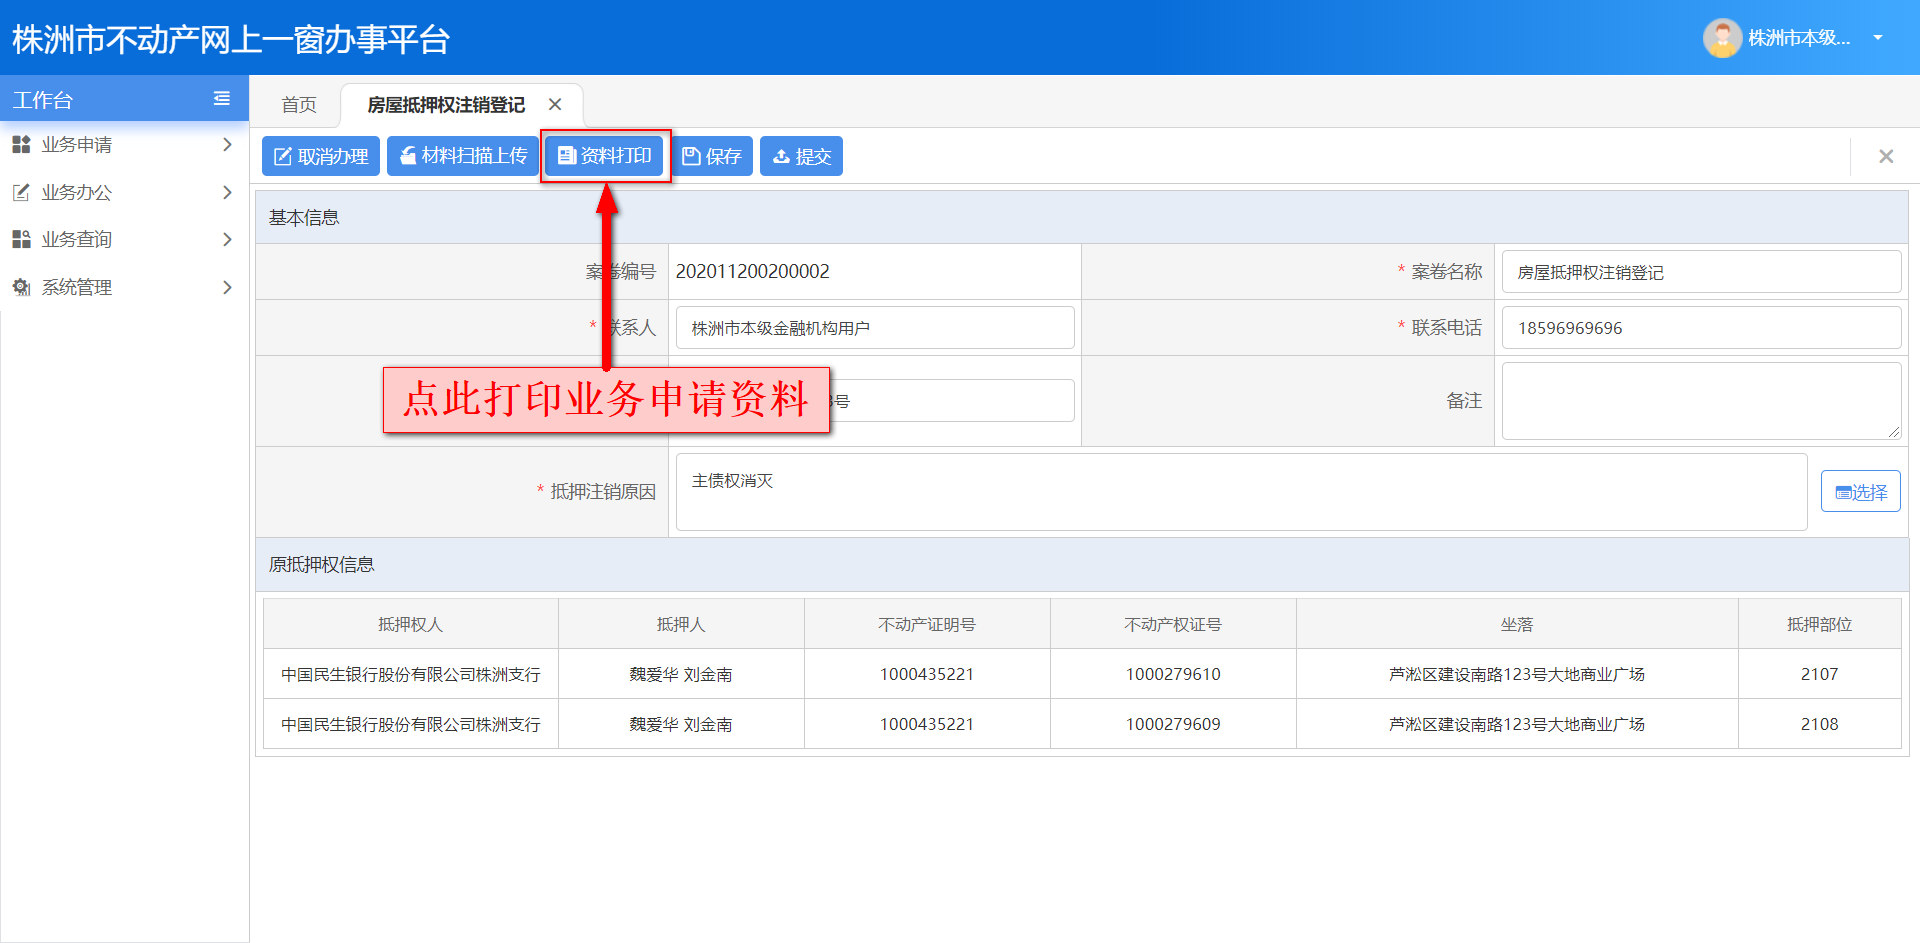 株洲市不动产网上一窗办事平台
株洲市本级...
工作台
首页
房屋抵押权注销登记
业务申请
业务办公
业务查询
系统管理
取消办理
材料扫描上传
资料打印
保存
提交
基本信息
案卷编号
202011200200002
* 案卷名称
房屋抵押权注销登记
* 联系人
株洲市本级金融机构用户
* 联系电话
18596969696
点此打印业务申请资料
号
备注
* 抵押注销原因
主债权消灭
选择
原抵押权信息
抵押权人 抵押人 不动产证明号 不动产权证号 坐落 抵押部位
中国民生银行股份有限公司株洲支行 魏爱华 刘金南 1000435221 1000279610 芦淞区建设南路123号大地商业广场 2107
中国民生银行股份有限公司株洲支行 魏爱华 刘金南 1000435221 1000279609 芦淞区建设南路123号大地商业广场 2108